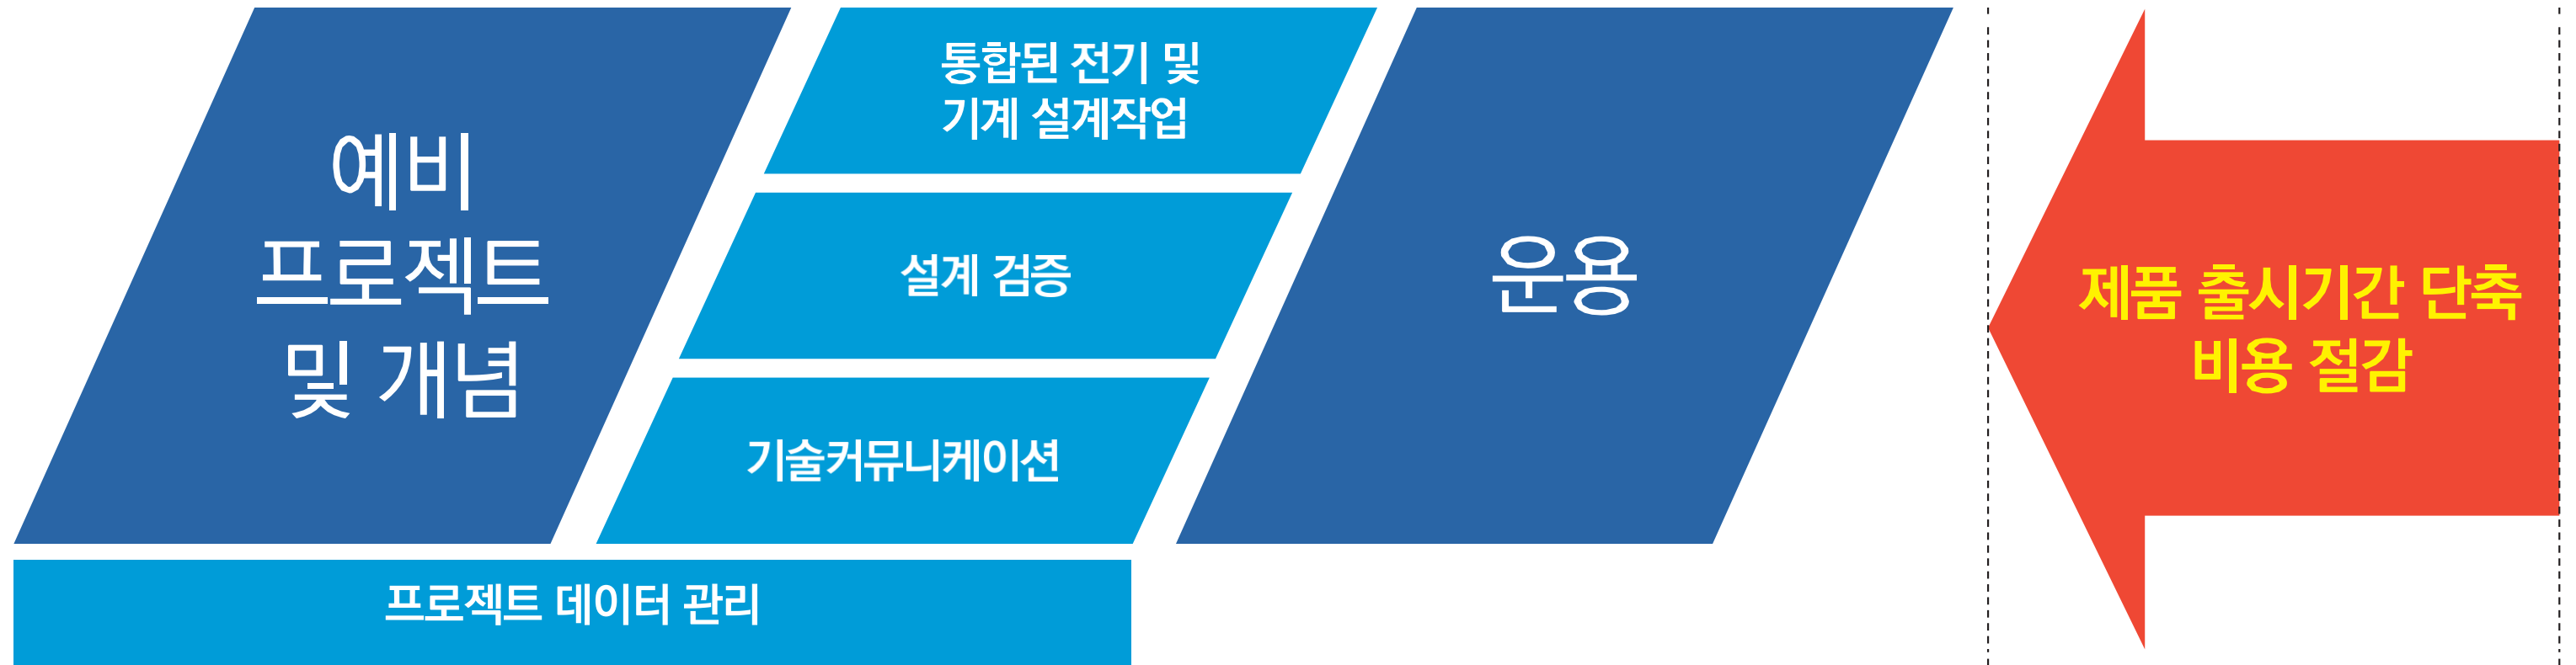 예비
프로젝트
및 개념
통합된 전기 및
기계 설계작업
설계 검증
기술커뮤니케이션
운용
프로젝트 데이터 관리
제품 출시기간 단축
비용 절감